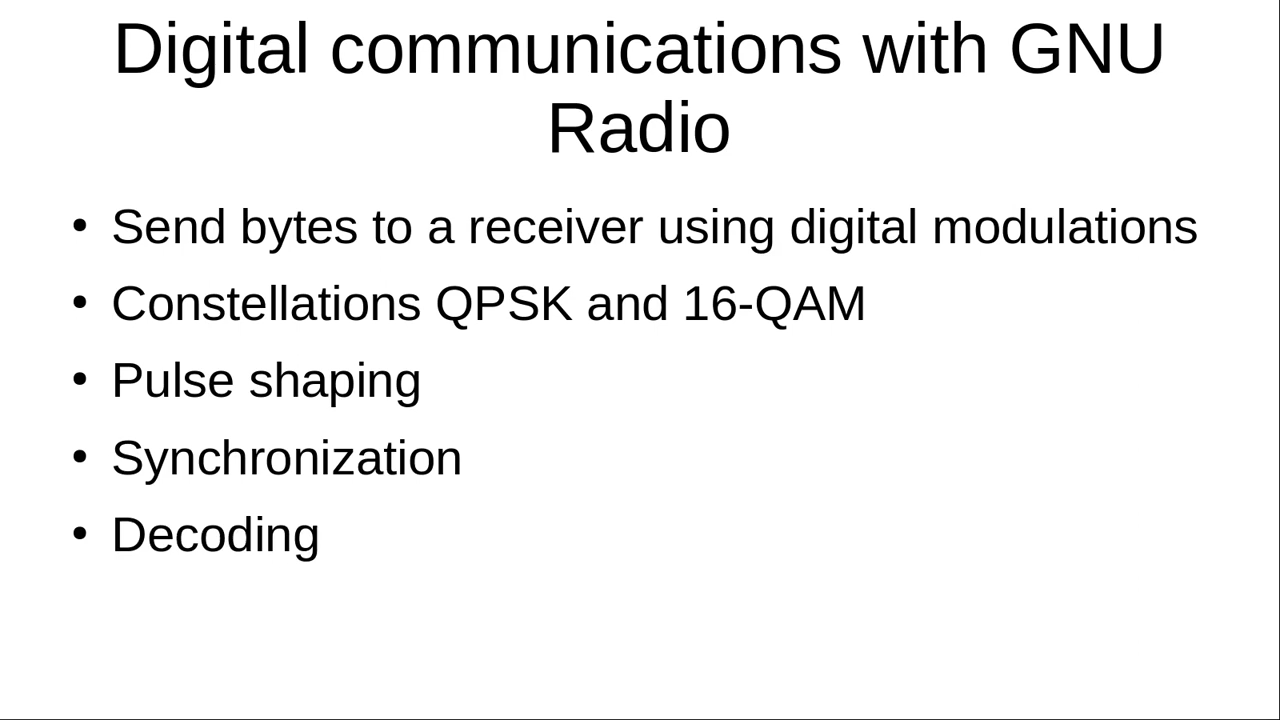 Digital communications with GNU
Radio
• Send bytes to a receiver using digital modulations
• Constellations QPSK and 16-QAM
• Pulse shaping
• Synchronization
• Decoding